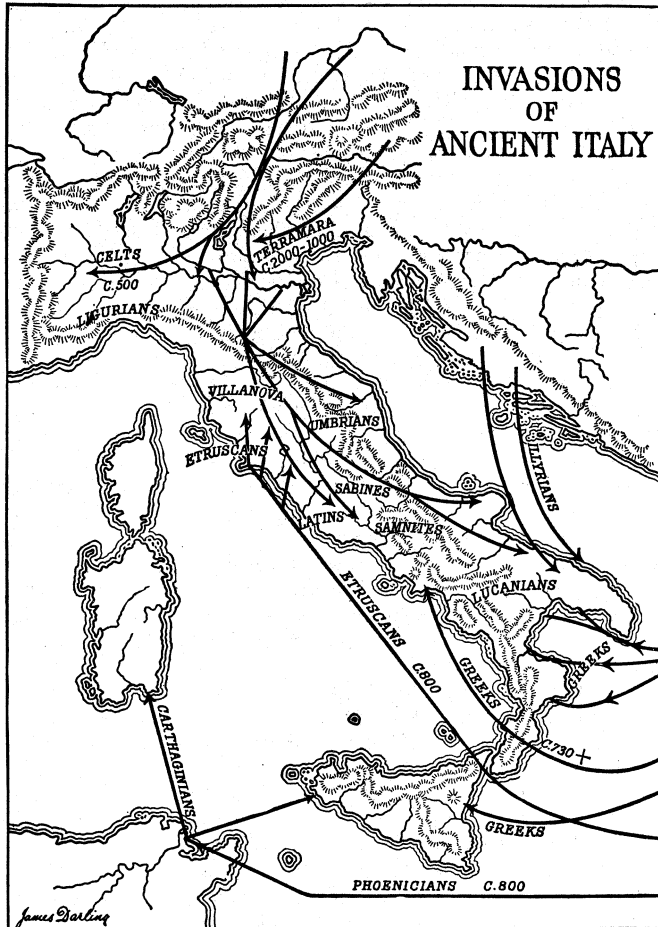 INVASIONS
OF
ANCIENT ITALY
TERRAMARA
C.2000-1000
CELTS
C.500
LIGURIANS
VILLANOVA
UMBRIANS
ETRUSCANS
ILLYRIANS
SABINES
LATINS
SAMNITES
LUCANIANS
ETRUSCANS C.800
GREEKS
GREEKS
C.730+
CARTHAGINIANS
GREEKS
PHOENICIANS C.800
James Darling